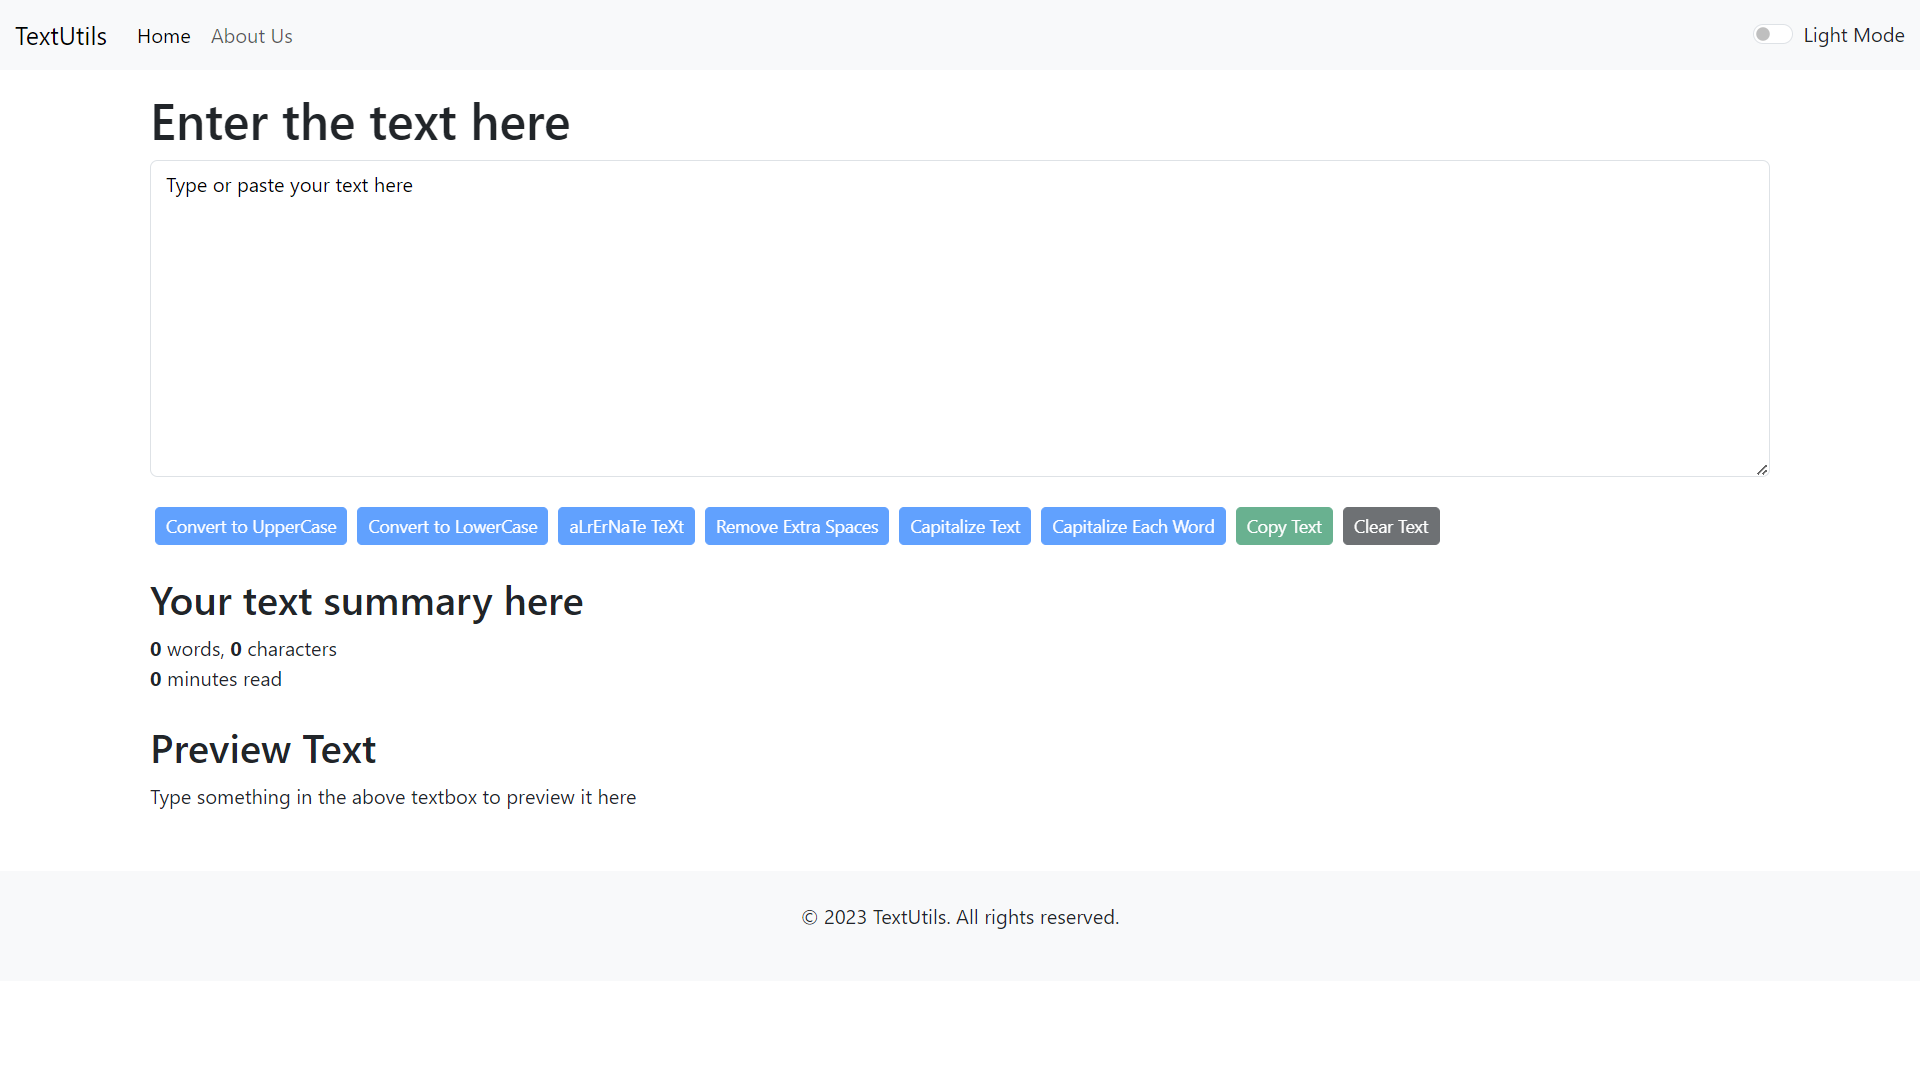 TextUtils Home About Us Light Mode
Enter the text here
Type or paste your text here
Convert to UpperCase Convert to LowerCase aLrErNaTe TeXt Remove Extra Spaces Capitalize Text Capitalize Each Word Copy Text Clear Text
Your text summary here
0 words, 0 characters
0 minutes read
Preview Text
Type something in the above textbox to preview it here
© 2023 TextUtils. All rights reserved.